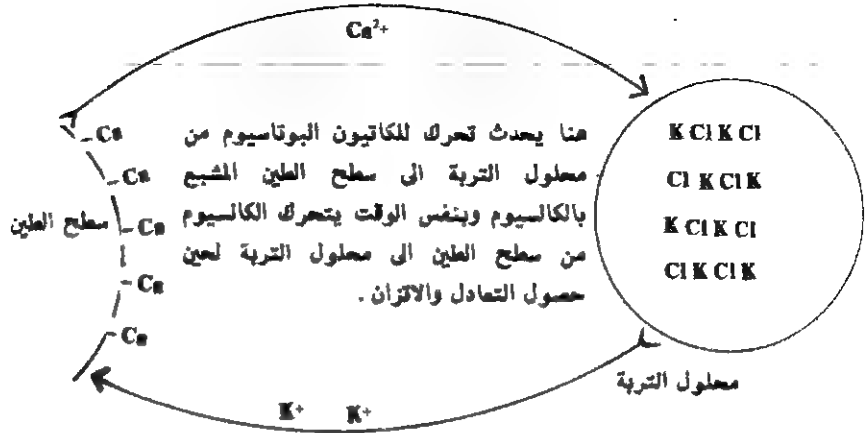 Ca²⁺
هنا يحدث تحرك للكاتيون البوتاسيوم من
محلول التربة الى سطح الطين المشبع
بالكالسيوم وبنفس الوقت يتحرك الكالسيوم
من سطح الطين الى محلول التربة لحين
حصول التعادل والاتزان .
- Ca
- Ca
- Ca
- Ca
- Ca
سطح الطين
K Cl K Cl
Cl K Cl K
K Cl K Cl
Cl K Cl K
محلول التربة
K⁺ K⁺